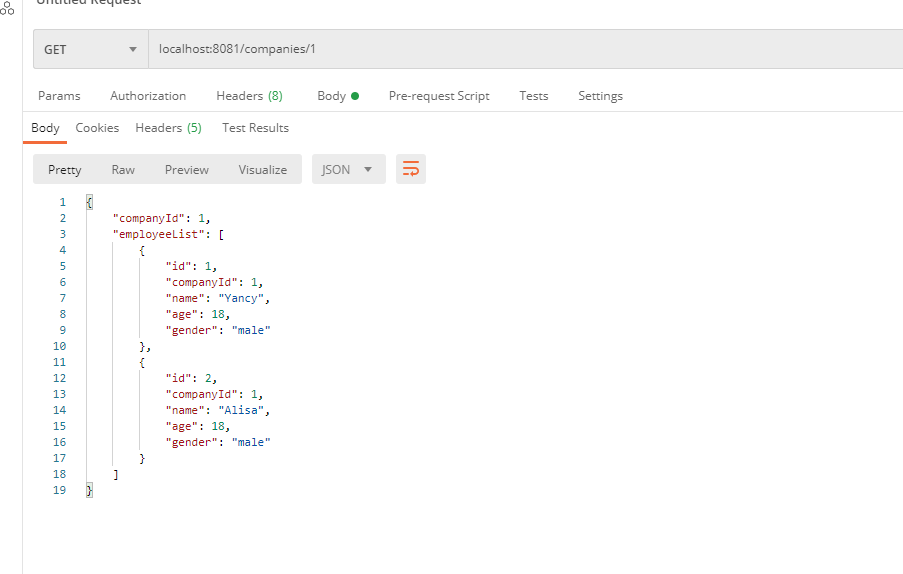 Untitled Request
GET localhost:8081/companies/1
Params Authorization Headers (8) Body Pre-request Script Tests Settings
Body Cookies Headers (5) Test Results
Pretty Raw Preview Visualize JSON
1 {
2 "companyId": 1,
3 "employeeList": [
4 {
5 "id": 1,
6 "companyId": 1,
7 "name": "Yancy",
8 "age": 18,
9 "gender": "male"
10 },
11 {
12 "id": 2,
13 "companyId": 1,
14 "name": "Alisa",
15 "age": 18,
16 "gender": "male"
17 }
18 ]
19 }